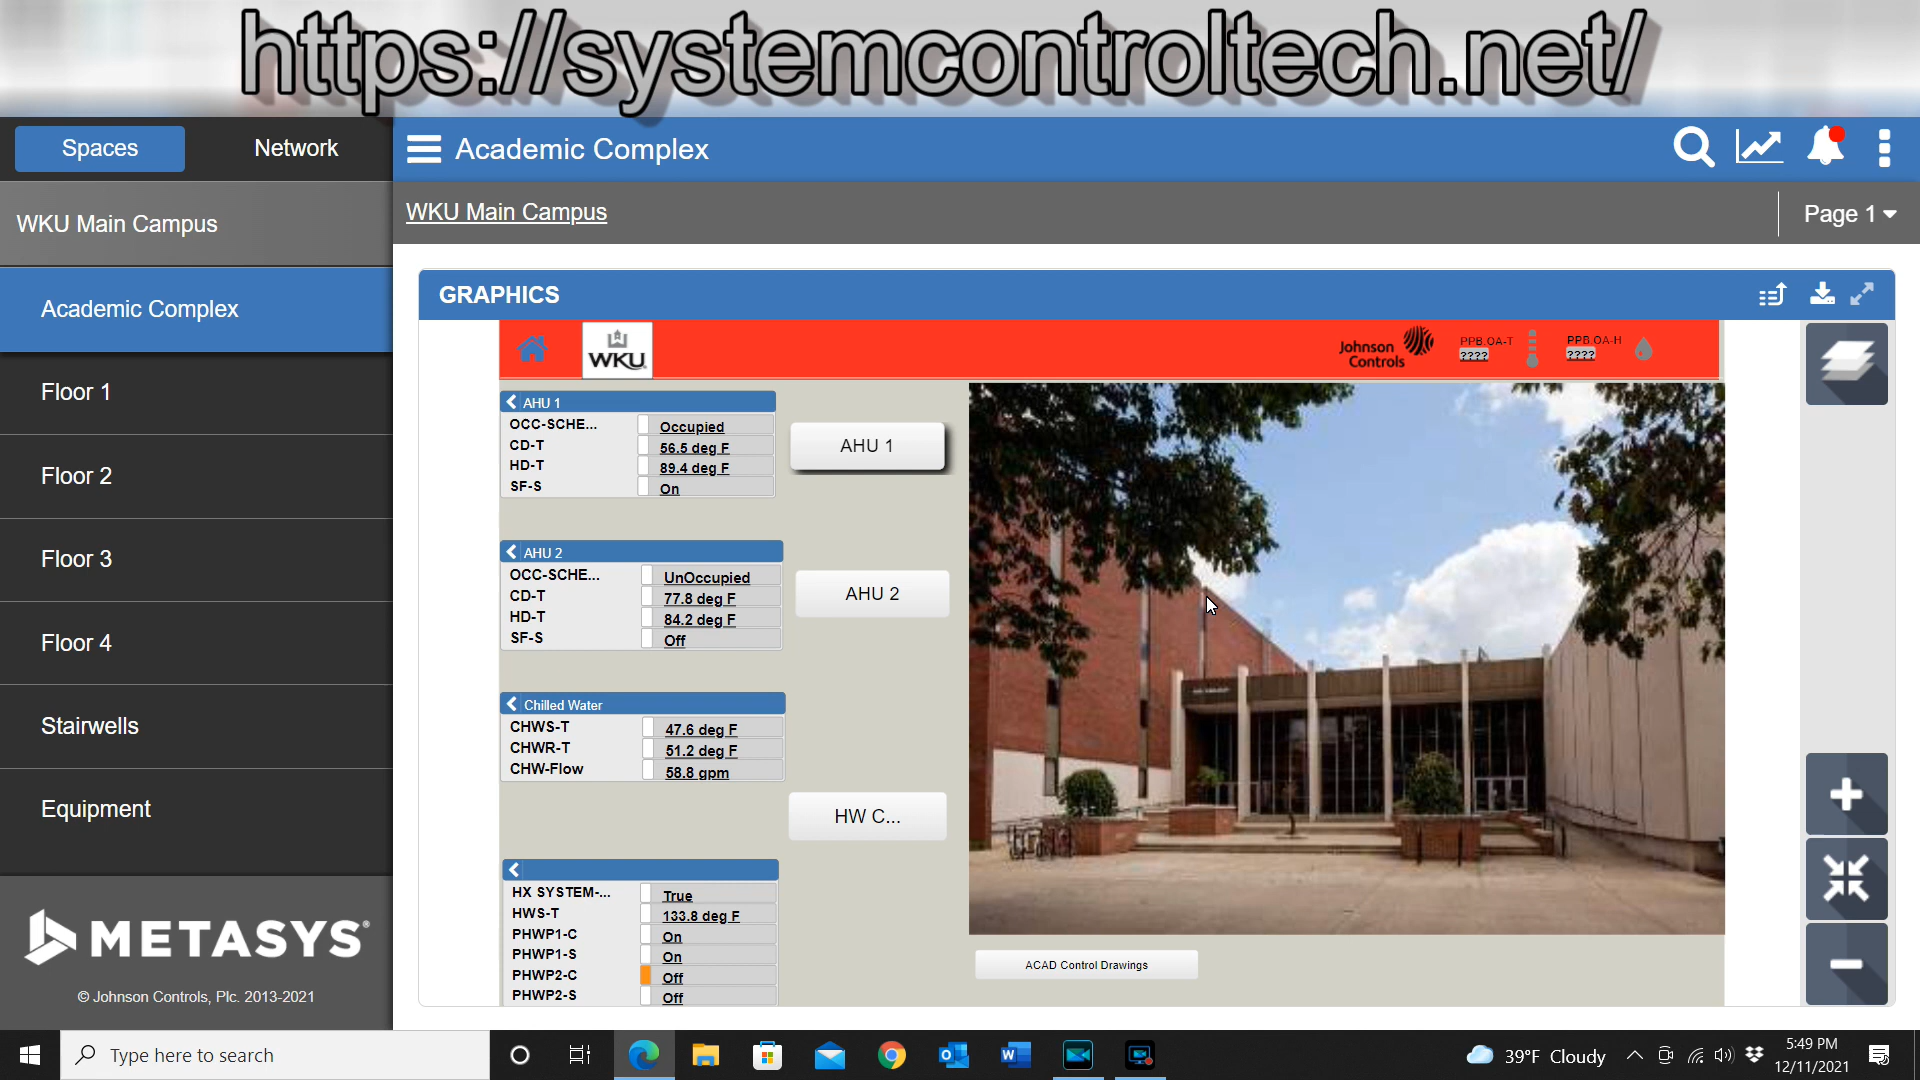 https://systemcontroltech.net/
Spaces
Network
Academic Complex
WKU Main Campus
WKU Main Campus
Page 1
Academic Complex
Floor 1
Floor 2
Floor 3
Floor 4
Stairwells
Equipment
METASYS
© Johnson Controls, Plc. 2013-2021
GRAPHICS
WKU
Johnson
Controls
PPB.OA-T
????
PPB.OA-H
????
AHU 1
OCC-SCHE... Occupied
CD-T 56.5 deg F
HD-T 89.4 deg F
SF-S On
AHU 1
AHU 2
OCC-SCHE... UnOccupied
CD-T 77.8 deg F
HD-T 84.2 deg F
SF-S Off
AHU 2
Chilled Water
CHWS-T 47.6 deg F
CHWR-T 51.2 deg F
CHW-Flow 58.8 gpm
HW C...
HX SYSTEM-... True
HWS-T 133.8 deg F
PHWP1-C On
PHWP1-S On
PHWP2-C Off
PHWP2-S Off
ACAD Control Drawings
Type here to search
39°F Cloudy
5:49 PM
12/11/2021